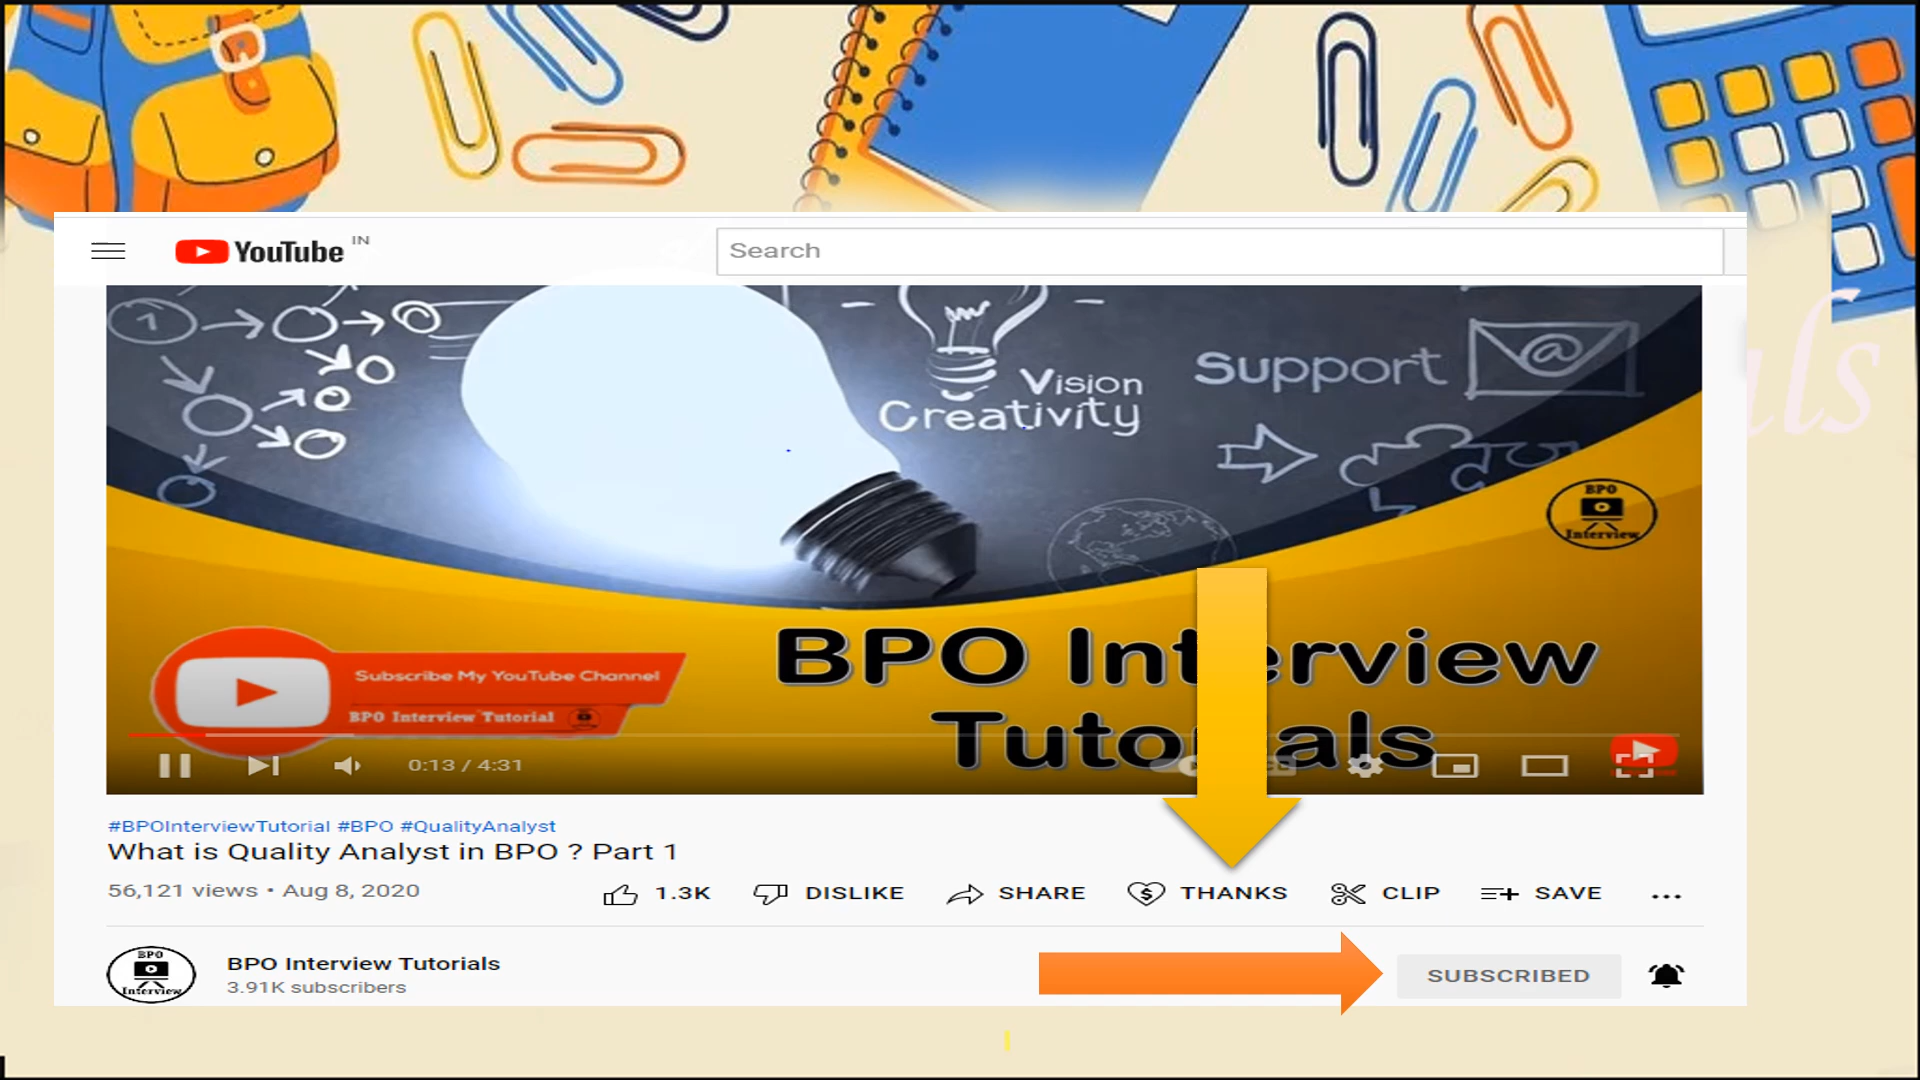 YouTube IN
Search
1
Vision
Creativity
Support
@
BPO
Interview
BPO Interview
Tutorials
Subscribe My YouTube Channel
BPO Interview Tutorial
0:13 / 4:31
#BPOInterviewTutorial #BPO #QualityAnalyst
What is Quality Analyst in BPO ? Part 1
56,121 views • Aug 8, 2020
1.3K DISLIKE SHARE THANKS CLIP SAVE ...
BPO
Interview
BPO Interview Tutorials
3.91K subscribers
SUBSCRIBED